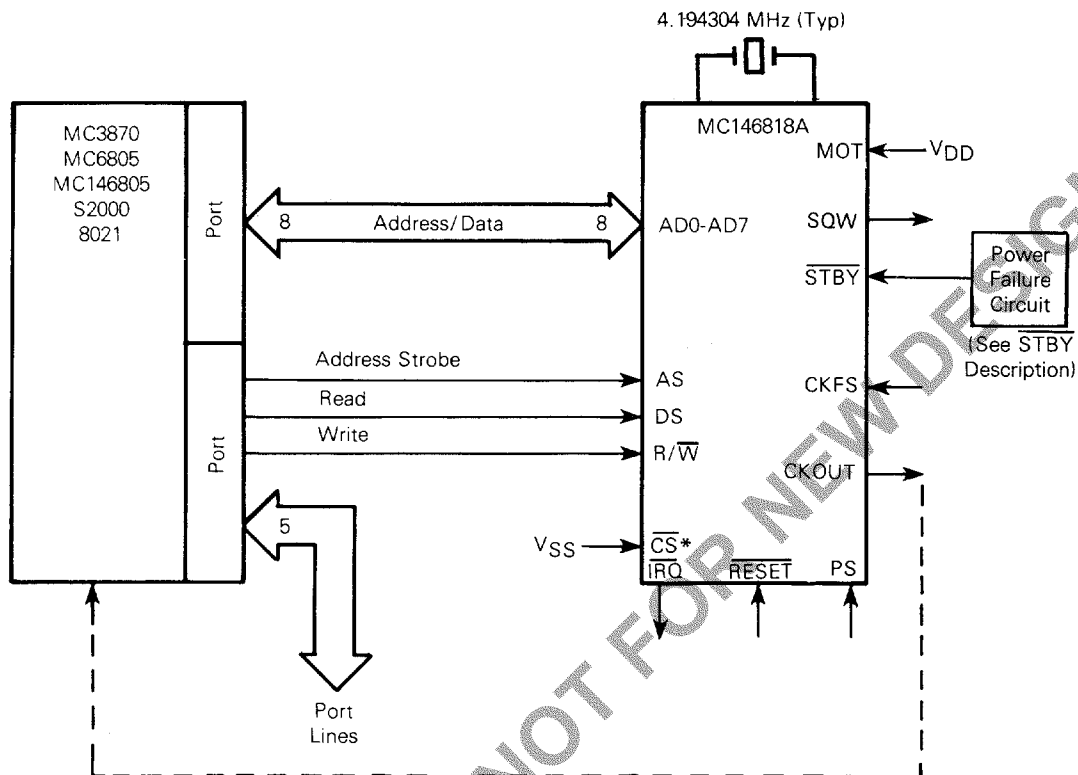 4.194304 MHz (Typ)
MC3870
MC6805
MC146805
S2000
8021
Port
8
Address/Data
8
MC146818A
MOT
VDD
AD0-AD7
SQW
STBY
Power
Failure
Circuit
(See STBY
Description)
Address Strobe
AS
CKFS
Read
DS
Write
R/W
Port
CKOUT
5
VSS
CS*
IRQ
RESET
PS
Port
Lines
NOT FOR NEW DESIGN